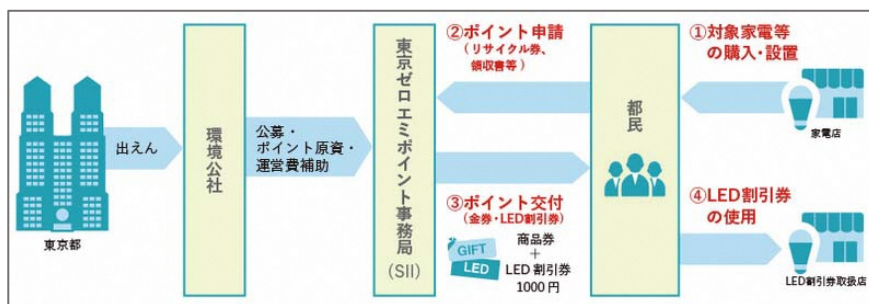 東京都
出えん
環境公社
公募・
ポイント原資・
運営費補助
東京ゼロエミポイント事務局
(SII)
②ポイント申請
(リサイクル券、
領収書等)
③ポイント交付
(金券・LED割引券)
GIFT
LED
商品券
+
LED割引券
1000円
都民
①対象家電等
の購入・設置
家電店
④LED割引券
の使用
LED割引券取扱店